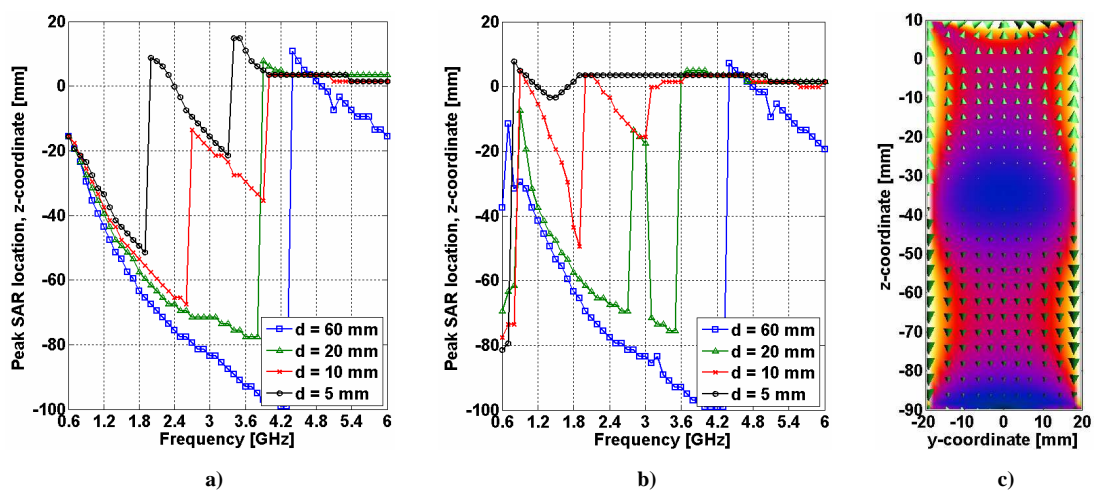 Peak SAR location, z-coordinate [mm]
20
0
-20
-40
-60
-80
-100
0.6 1.2 1.8 2.4 3 3.6 4.2 4.8 5.4 6
Frequency [GHz]
d = 60 mm
d = 20 mm
d = 10 mm
d = 5 mm
a)
Peak SAR location, z-coordinate [mm]
20
0
-20
-40
-60
-80
-100
0.6 1.2 1.8 2.4 3 3.6 4.2 4.8 5.4 6
Frequency [GHz]
d = 60 mm
d = 20 mm
d = 10 mm
d = 5 mm
b)
z-coordinate [mm]
10
0
-10
-20
-30
-40
-50
-60
-70
-80
-90
-20 -10 0 10 20
y-coordinate [mm]
c)